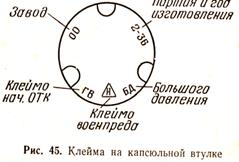 Завод
Партия и год
изготовления
00
2-36
Клеймо
нач. ОТК
ГВ
Н
БД
Большого
давления
Клеймо
военпреда
Рис. 45. Клейма на капсюльной втулке